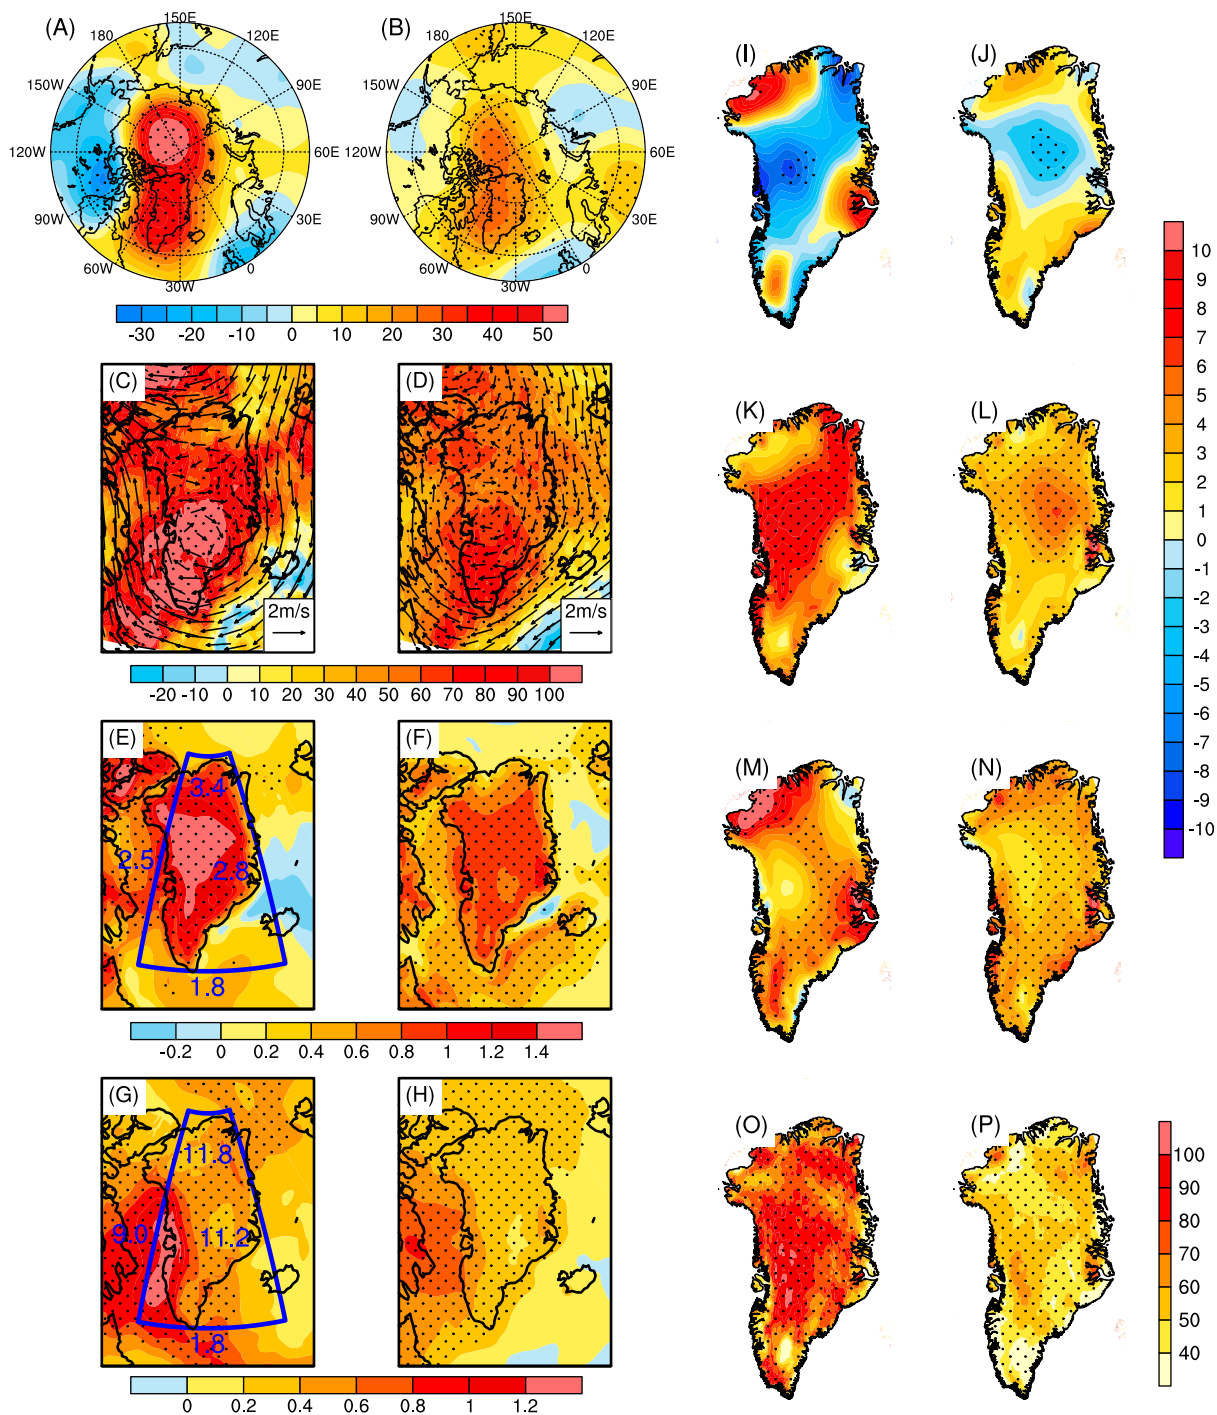 (A)
150E
180
120E
150W
90E
120W
60E
90W
30E
60W
0
30W
(B)
150E
180
120E
150W
90E
120W
60E
90W
30E
60W
0
30W
-30 -20 -10 0 10 20 30 40 50
(C)
2m/s
(D)
2m/s
-20 -10 0 10 20 30 40 50 60 70 80 90 100
(E)
3.4
2.5
2.8
1.8
(F)
-0.2 0 0.2 0.4 0.6 0.8 1 1.2 1.4
(G)
11.8
9.0
11.2
1.8
(H)
0 0.2 0.4 0.6 0.8 1 1.2
(I)
(J)
(K)
(L)
(M)
(N)
10
9
8
7
6
5
4
3
2
1
0
-1
-2
-3
-4
-5
-6
-7
-8
-9
-10
(O)
(P)
100
90
80
70
60
50
40